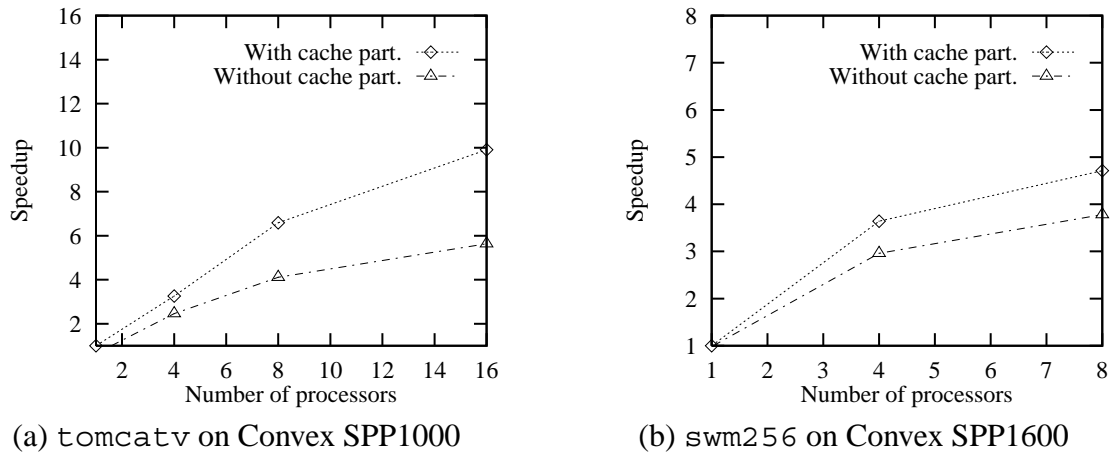 16
14
12
10
8
6
4
2
Speedup
With cache part.
Without cache part.
2 4 6 8 10 12 14 16
Number of processors
(a) tomcatv on Convex SPP1000
8
7
6
5
4
3
2
1
Speedup
With cache part.
Without cache part.
1 2 3 4 5 6 7 8
Number of processors
(b) swm256 on Convex SPP1600